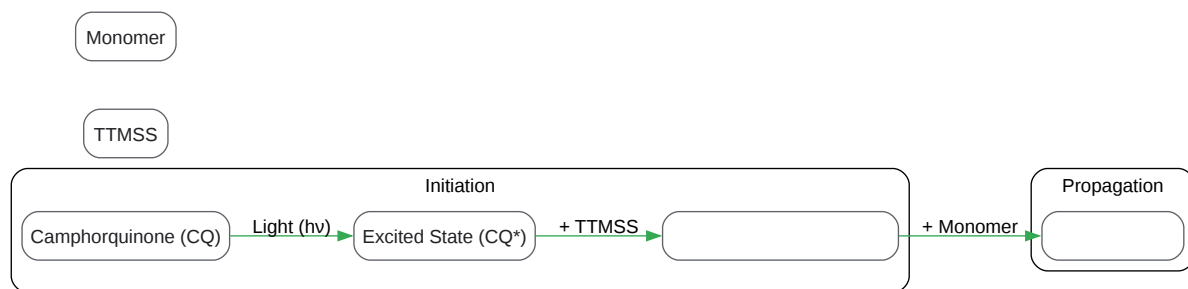 Monomer
TTMSS
Initiation
Propagation
Camphorquinone (CQ)
Light (hν)
Excited State (CQ*)
+ TTMSS
+ Monomer